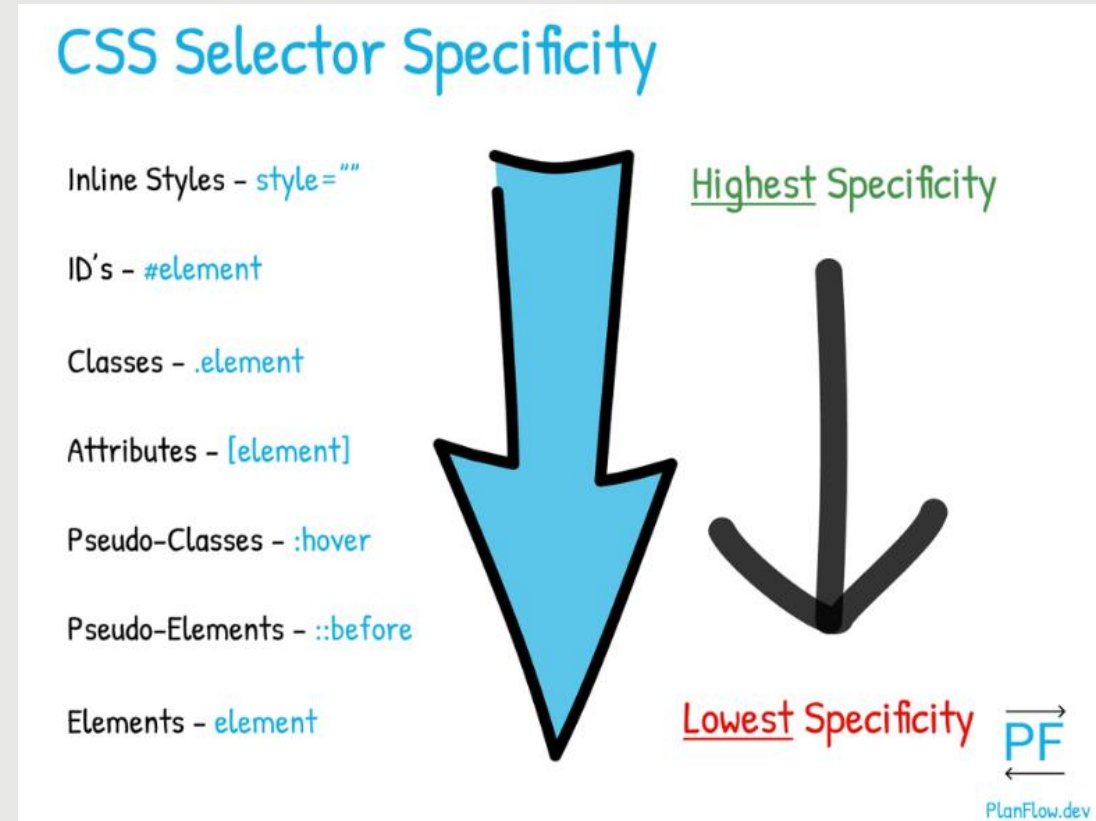 CSS Selector Specificity
Inline Styles - style=""
Highest Specificity
ID's - #element
Classes - .element
Attributes - [element]
Pseudo-Classes - :hover
Pseudo-Elements - ::before
Elements - element
Lowest Specificity
PF
PlanFlow.dev